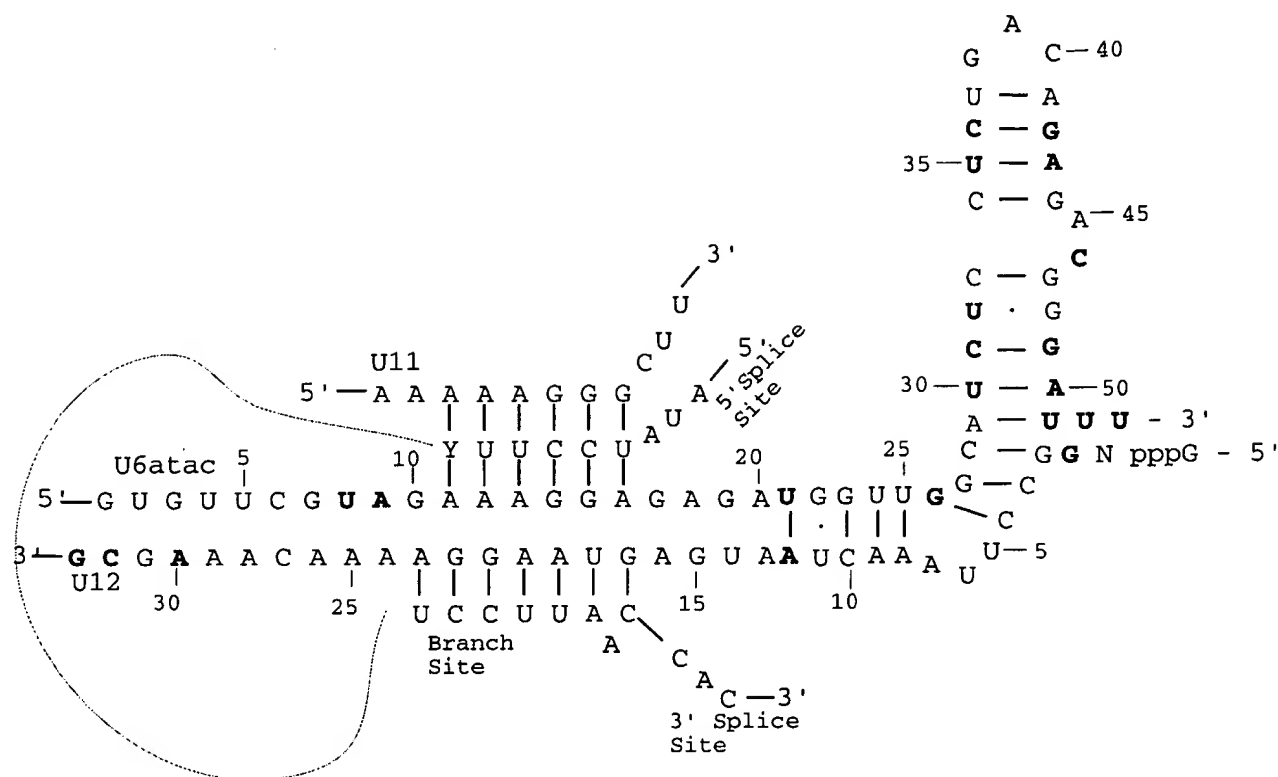 A
G C—40
U — A
C — G
35—U — A
C — G
A—45
C
C — G
U · G
C — G
30—U — A—50
A — U U U - 3'
C G G N pppG - 5'
3'
U
U
C
5'
A
U
A
5' Splice
Site
U11
5'—A A A A A G G G
Y U U C C U
U6atac 5 10 20 25
5'—G U G U U C G U A G A A A G G A G A G A U G G U U G G C
C
U—5
U
A
3'—G C G A A A C A A A A G G A A U G A G U A A U C A A
U12
30 25 15 10
U C C U U A A C
Branch
Site
C
A
C—3'
3' Splice
Site